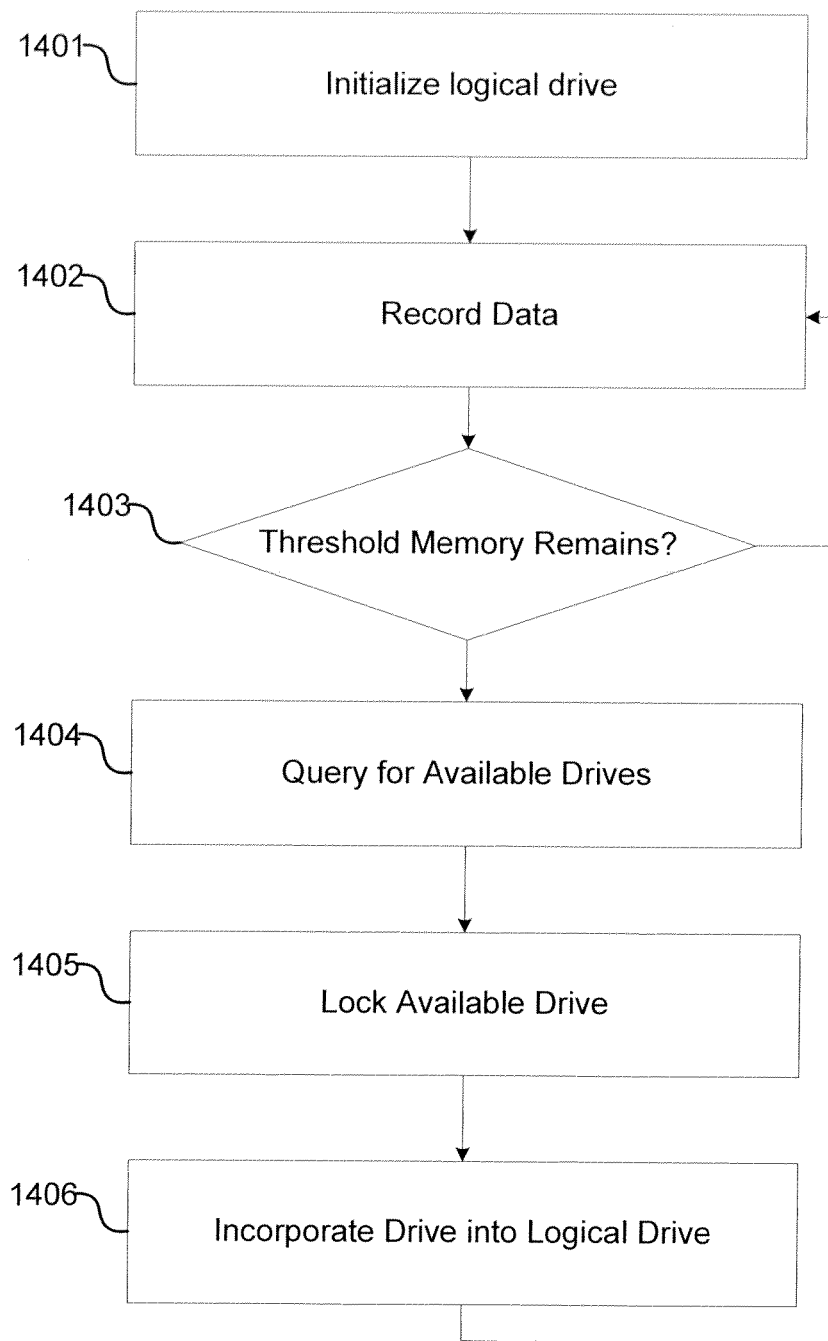 1401
Initialize logical drive
1402
Record Data
1403
Threshold Memory Remains?
1404
Query for Available Drives
1405
Lock Available Drive
1406
Incorporate Drive into Logical Drive